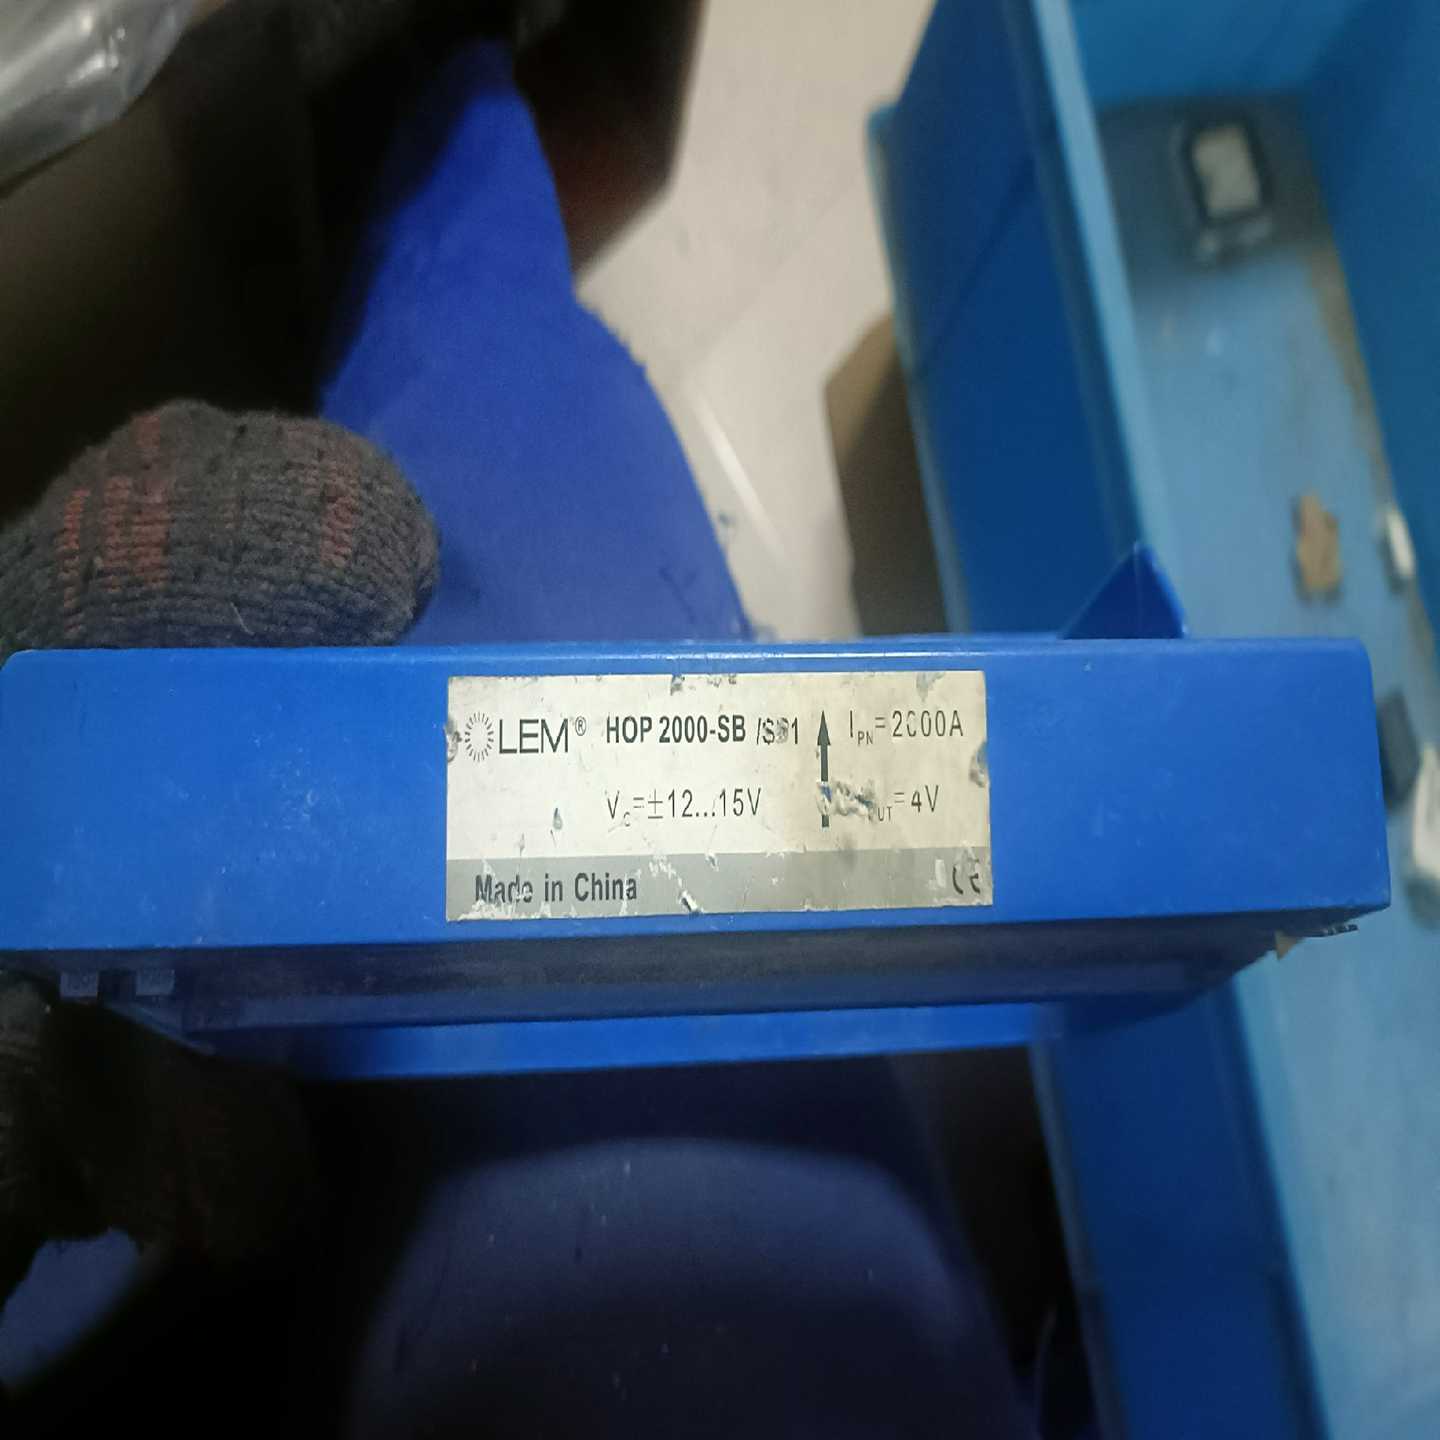 LEM® HOP 2000-SB I_PN=2000A
V_C=±12...15V =4V
Made in China CE